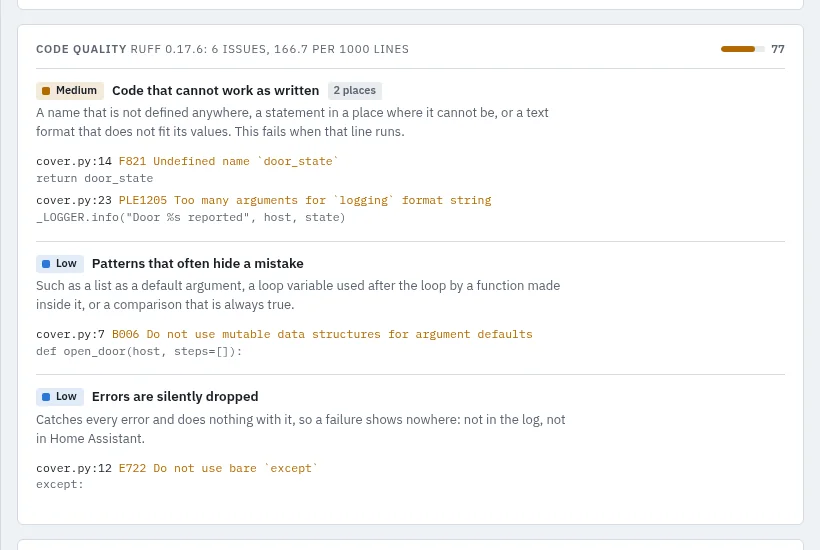 CODE QUALITY RUFF 0.17.6: 6 ISSUES, 166.7 PER 1000 LINES
77
Medium Code that cannot work as written 2 places
A name that is not defined anywhere, a statement in a place where it cannot be, or a text
format that does not fit its values. This fails when that line runs.
cover.py:14 F821 Undefined name `door_state`
return door_state
cover.py:23 PLE1205 Too many arguments for `logging` format string
_LOGGER.info("Door %s reported", host, state)
Low Patterns that often hide a mistake
Such as a list as a default argument, a loop variable used after the loop by a function made
inside it, or a comparison that is always true.
cover.py:7 B006 Do not use mutable data structures for argument defaults
def open_door(host, steps=[]):
Low Errors are silently dropped
Catches every error and does nothing with it, so a failure shows nowhere: not in the log, not
in Home Assistant.
cover.py:12 E722 Do not use bare `except`
except: